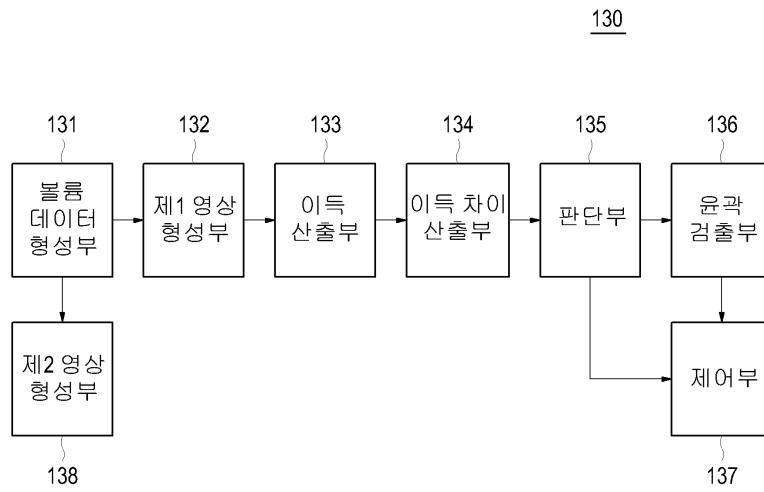 130
131 132 133 134 135 136
볼륨
데이터
형성부
제1 영상
형성부
이득
산출부
이득 차이
산출부
판단부
윤곽
검출부
제2 영상
형성부
제어부
138 137